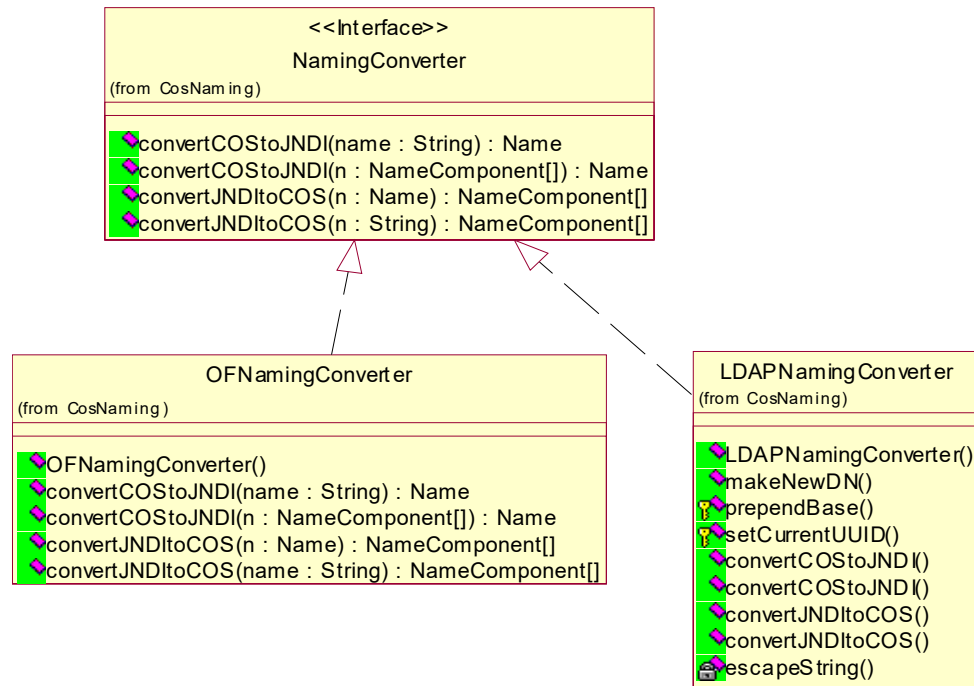 <<Interface>>
NamingConverter
(from CosNaming)
convertCOStoJNDI(name : String) : Name
convertCOStoJNDI(n : NameComponent[]) : Name
convertJNDItoCOS(n : Name) : NameComponent[]
convertJNDItoCOS(n : String) : NameComponent[]
OFNamingConverter
(from CosNaming)
OFNamingConverter()
convertCOStoJNDI(name : String) : Name
convertCOStoJNDI(n : NameComponent[]) : Name
convertJNDItoCOS(n : Name) : NameComponent[]
convertJNDItoCOS(name : String) : NameComponent[]
LDAPNamingConverter
(from CosNaming)
LDAPNamingConverter()
makeNewDN()
prependBase()
setCurrentUUID()
convertCOStoJNDI()
convertCOStoJNDI()
convertJNDItoCOS()
convertJNDItoCOS()
escapeString()